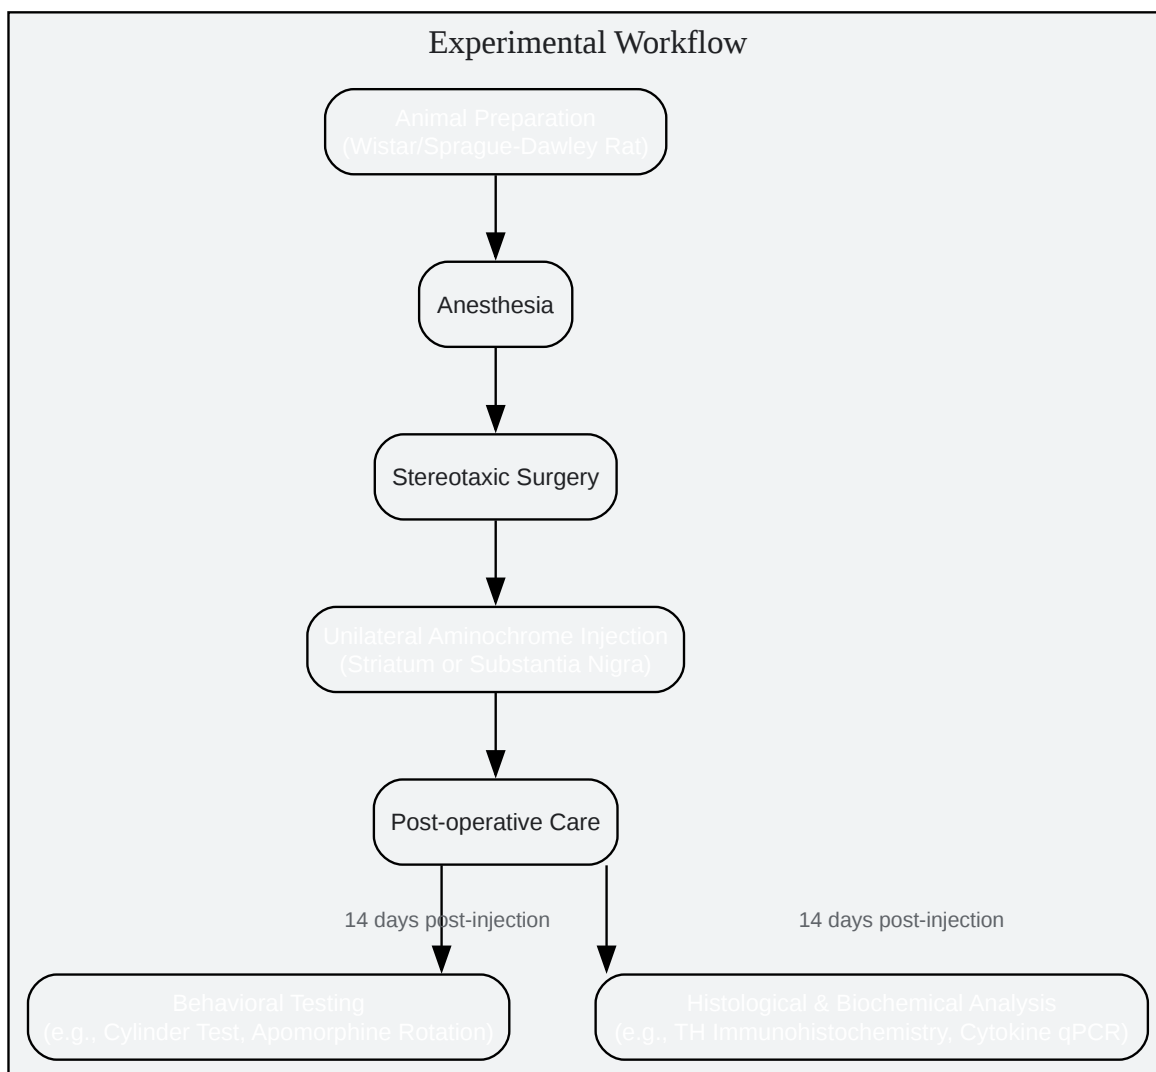 Experimental Workflow
Animal Preparation
(Wistar/Sprague-Dawley Rat)
Anesthesia
Stereotaxic Surgery
Unilateral Aminochrome Injection
(Striatum or Substantia Nigra)
Post-operative Care
14 days post-injection
14 days post-injection
Behavioral Testing
(e.g., Cylinder Test, Apomorphine Rotation)
Histological & Biochemical Analysis
(e.g., TH Immunohistochemistry, Cytokine qPCR)